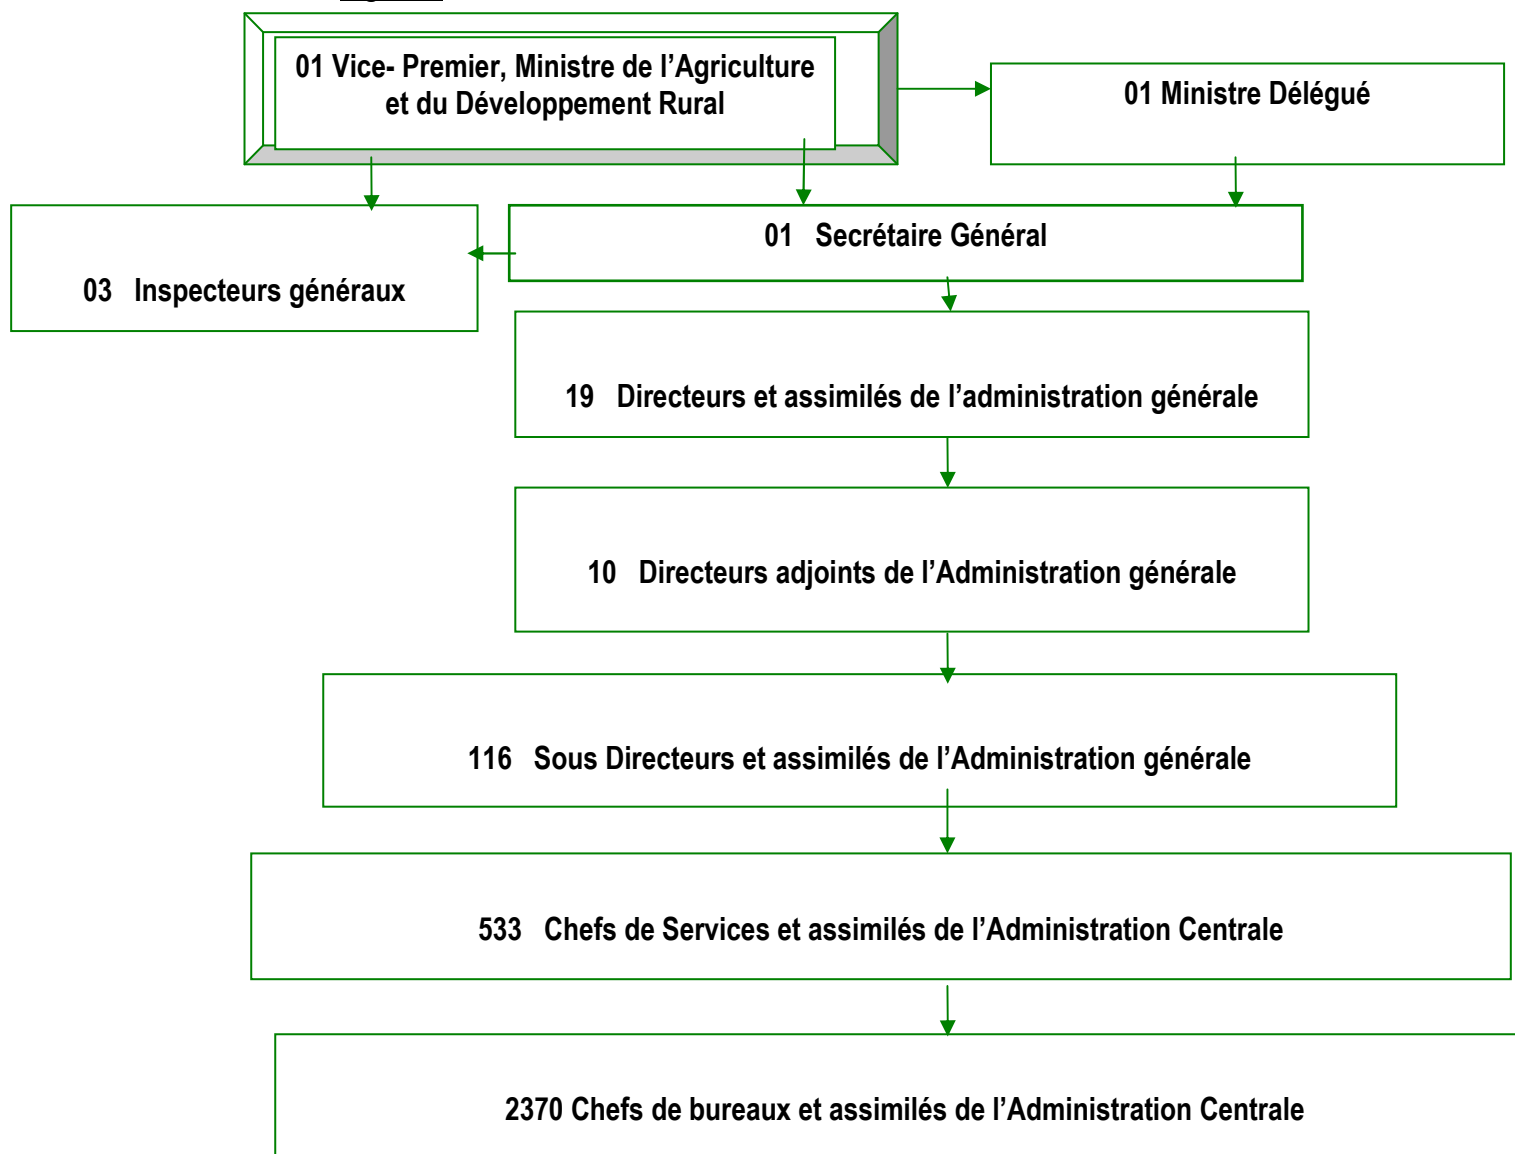 01 Vice- Premier, Ministre de l’Agriculture
et du Développement Rural
01 Ministre Délégué
01 Secrétaire Général
03 Inspecteurs généraux
19 Directeurs et assimilés de l’administration générale
10 Directeurs adjoints de l’Administration générale
116 Sous Directeurs et assimilés de l’Administration générale
533 Chefs de Services et assimilés de l’Administration Centrale
2370 Chefs de bureaux et assimilés de l’Administration Centrale